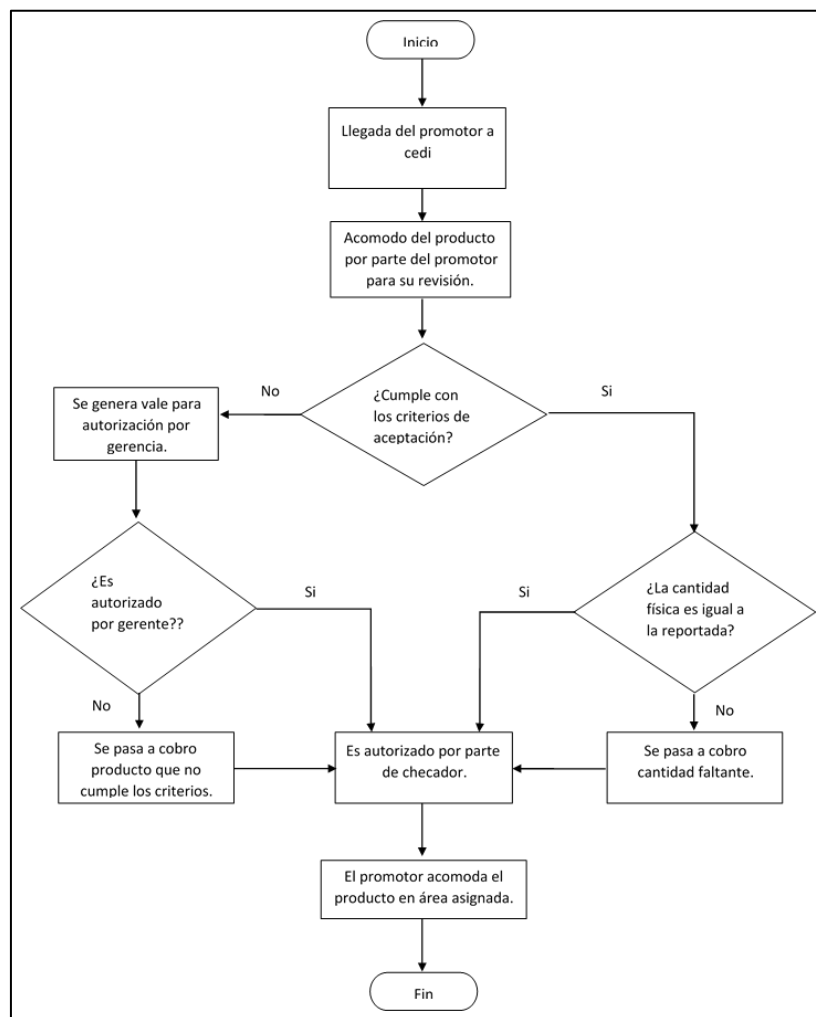 Inicio
Llegada del promotor a
cedi
Acomodo del producto
por parte del promotor
para su revisión.
¿Cumple con
los criterios de
aceptación?
No
Si
Se genera vale para
autorización por
gerencia.
¿Es
autorizado
por gerente??
Si
No
¿La cantidad
física es igual a
la reportada?
Si
No
Se pasa a cobro
producto que no
cumple los criterios.
Es autorizado por parte
de checador.
Se pasa a cobro
cantidad faltante.
El promotor acomoda el
producto en área asignada.
Fin